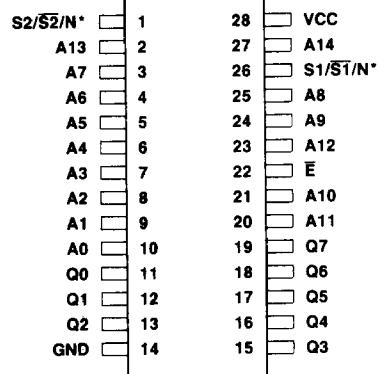 S2/S̅2̅/N* 1 28 VCC
A13 2 27 A14
A7 3 26 S1/S̅1̅/N*
A6 4 25 A8
A5 5 24 A9
A4 6 23 A12
A3 7 22 E̅
A2 8 21 A10
A1 9 20 A11
A0 10 19 Q7
Q0 11 18 Q6
Q1 12 17 Q5
Q2 13 16 Q4
GND 14 15 Q3